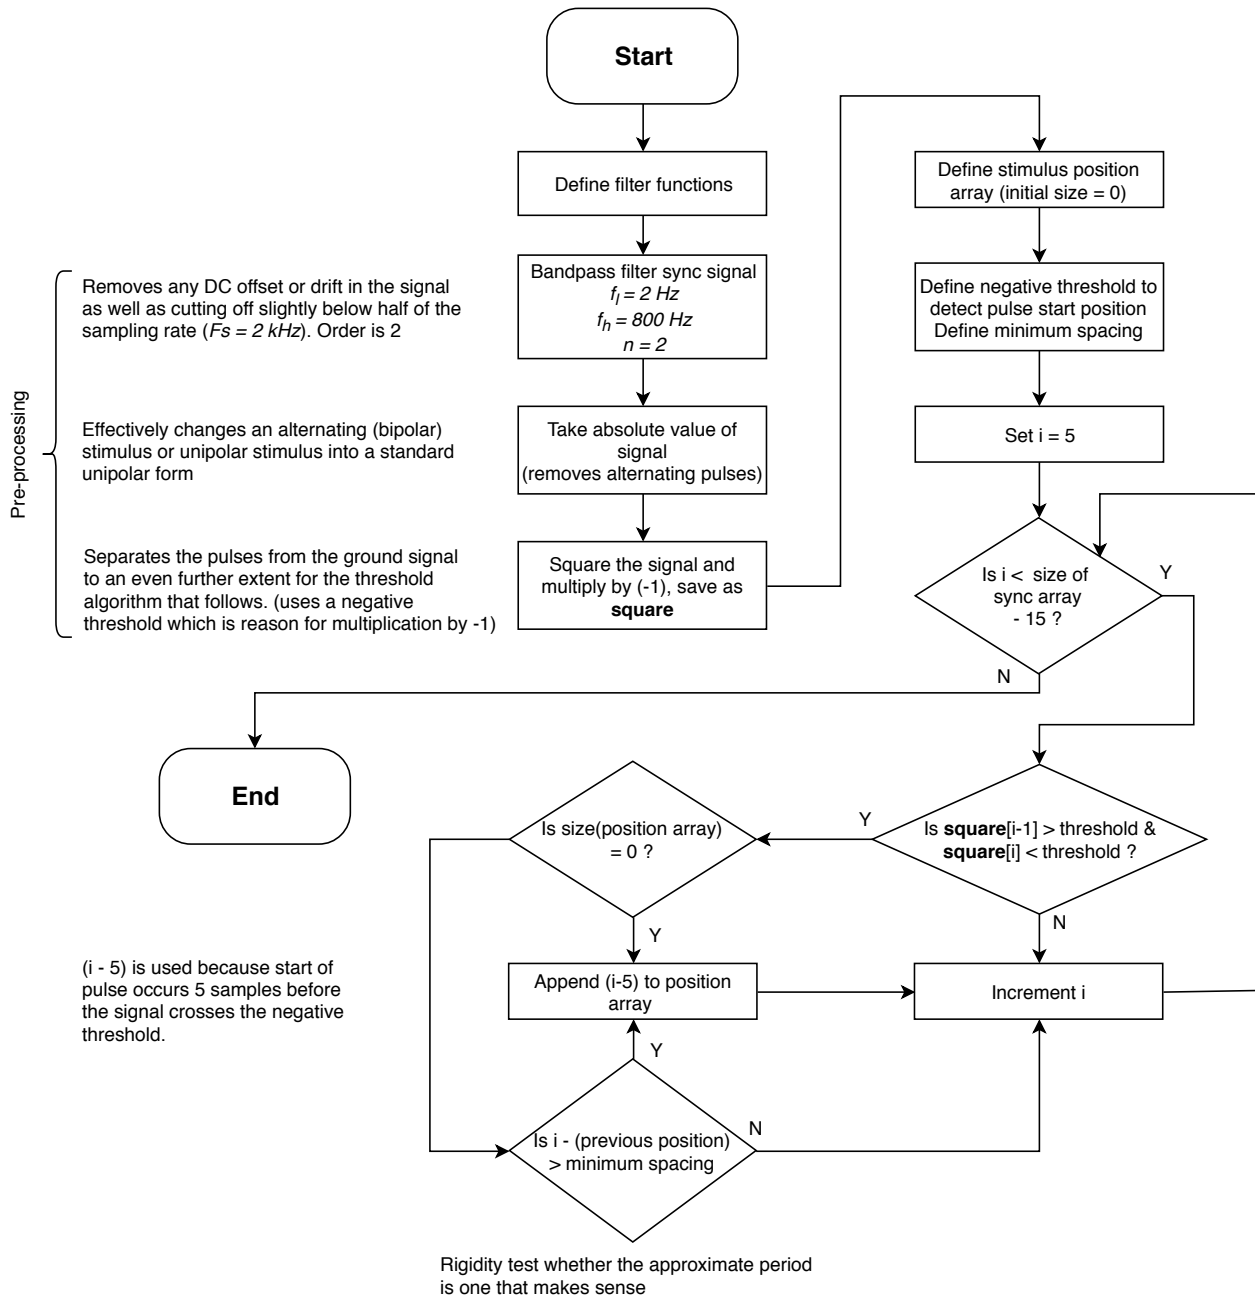 Start
Define filter functions
Bandpass filter sync signal
fl = 2 Hz
fh = 800 Hz
n = 2
Take absolute value of
signal
(removes alternating pulses)
Square the signal and
multiply by (-1), save as
square
Pre-processing
Removes any DC offset or drift in the signal
as well as cutting off slightly below half of the
sampling rate (Fs = 2 kHz). Order is 2
Effectively changes an alternating (bipolar)
stimulus or unipolar stimulus into a standard
unipolar form
Separates the pulses from the ground signal
to an even further extent for the threshold
algorithm that follows. (uses a negative
threshold which is reason for multiplication by -1)
Define stimulus position
array (initial size = 0)
Define negative threshold to
detect pulse start position
Define minimum spacing
Set i = 5
Is i < size of
sync array
- 15 ?
Y
N
End
Is square[i-1] > threshold &
square[i] < threshold ?
Y
N
Is size(position array)
= 0 ?
Y
Append (i-5) to position
array
Increment i
(i - 5) is used because start of
pulse occurs 5 samples before
the signal crosses the negative
threshold.
Y
Is i - (previous position)
> minimum spacing
N
Rigidity test whether the approximate period
is one that makes sense